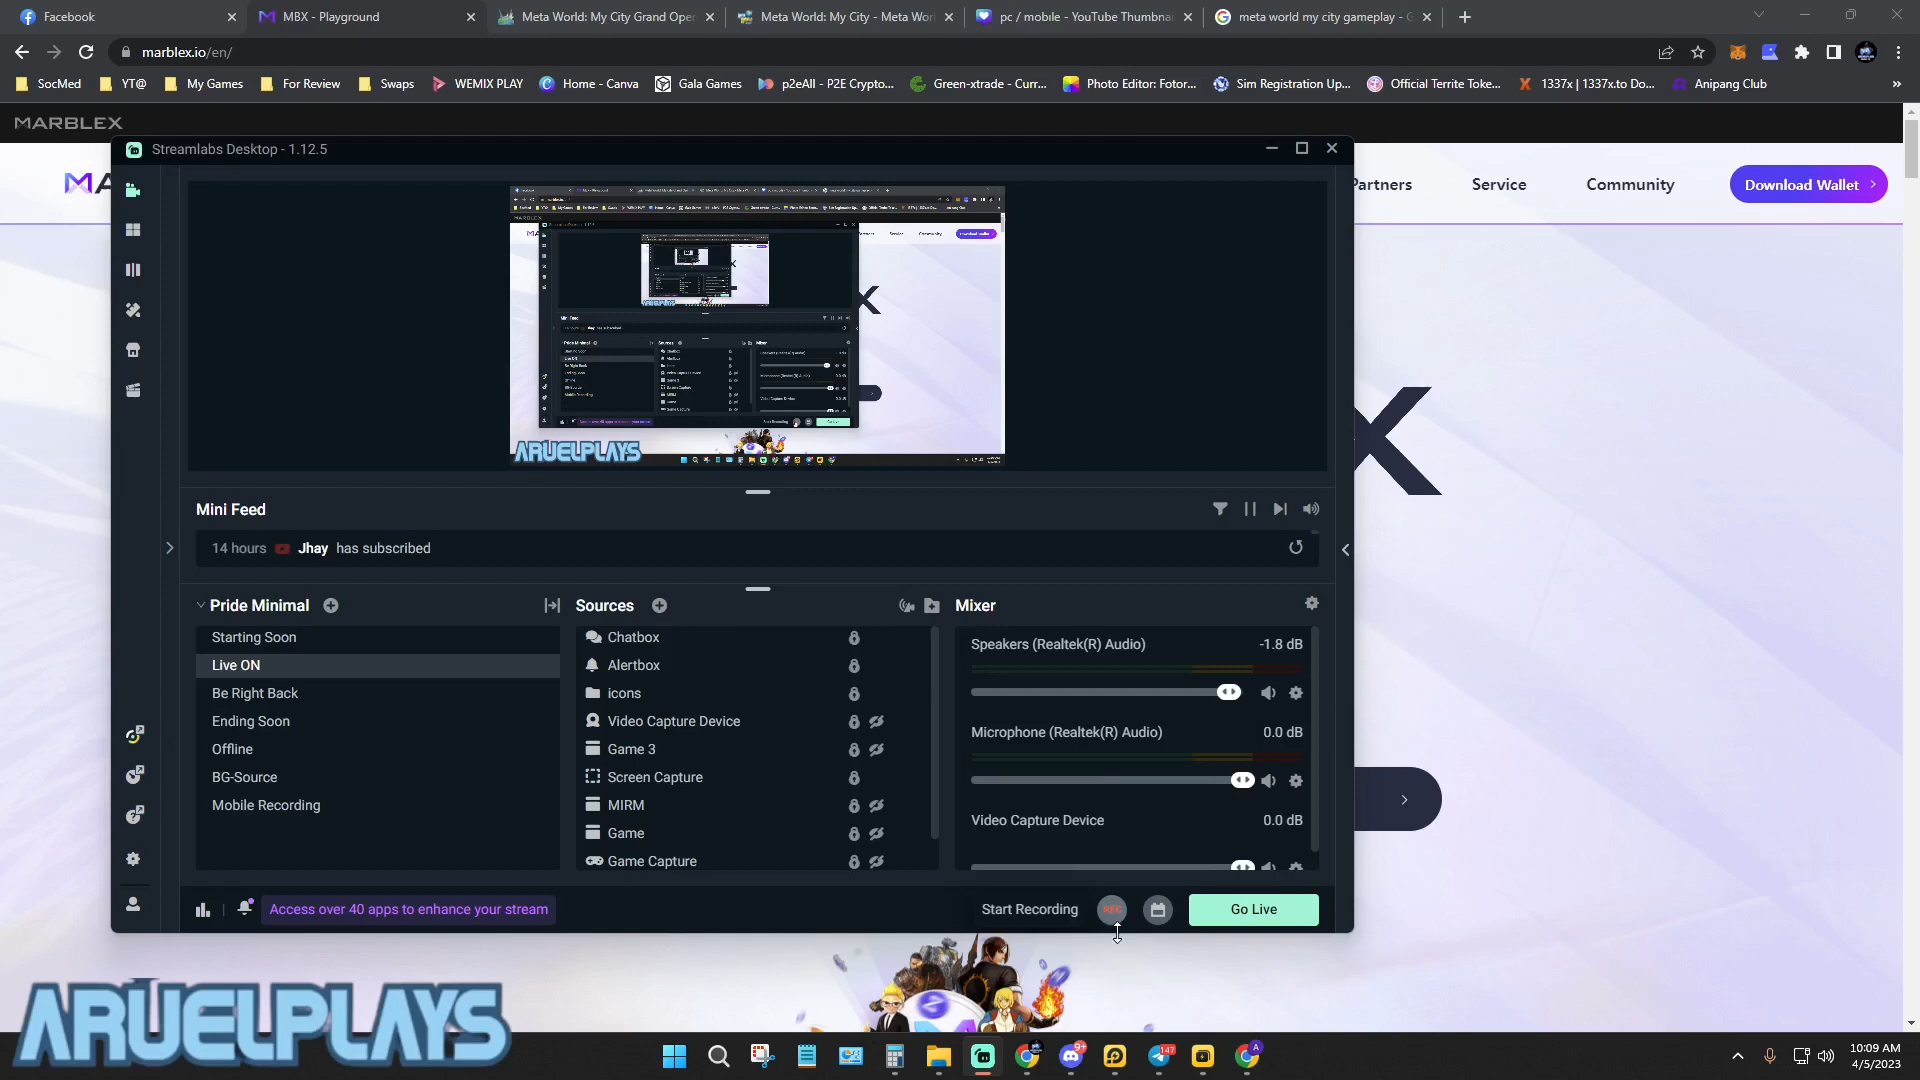 Facebook
MBX - Playground
Meta World: My City Grand Oper
Meta World: My City - Meta Wor
pc / mobile - YouTube Thumbna
meta world my city gameplay - G
marblex.io/en/
SocMed
YT@
My Games
For Review
Swaps
WEMIX PLAY
Home - Canva
Gala Games
p2eAll - P2E Crypto...
Green-xtrade - Curr...
Photo Editor: Fotor...
Sim Registration Up...
Official Territe Toke...
1337x | 1337x.to Do...
Anipang Club
»
MARBLEX
Partners
Service
Community
Download Wallet
Streamlabs Desktop - 1.12.5
Mini Feed
14 hours Jhay has subscribed
Pride Minimal
Starting Soon
Live ON
Be Right Back
Ending Soon
Offline
BG-Source
Mobile Recording
Sources
Chatbox
Alertbox
icons
Video Capture Device
Game 3
Screen Capture
MIRM
Game
Game Capture
Mixer
Speakers (Realtek(R) Audio) -1.8 dB
Microphone (Realtek(R) Audio) 0.0 dB
Video Capture Device 0.0 dB
Access over 40 apps to enhance your stream
Start Recording
REC
Go Live
X
ARUELPLAYS
9+
147
A
10:09 AM
4/5/2023